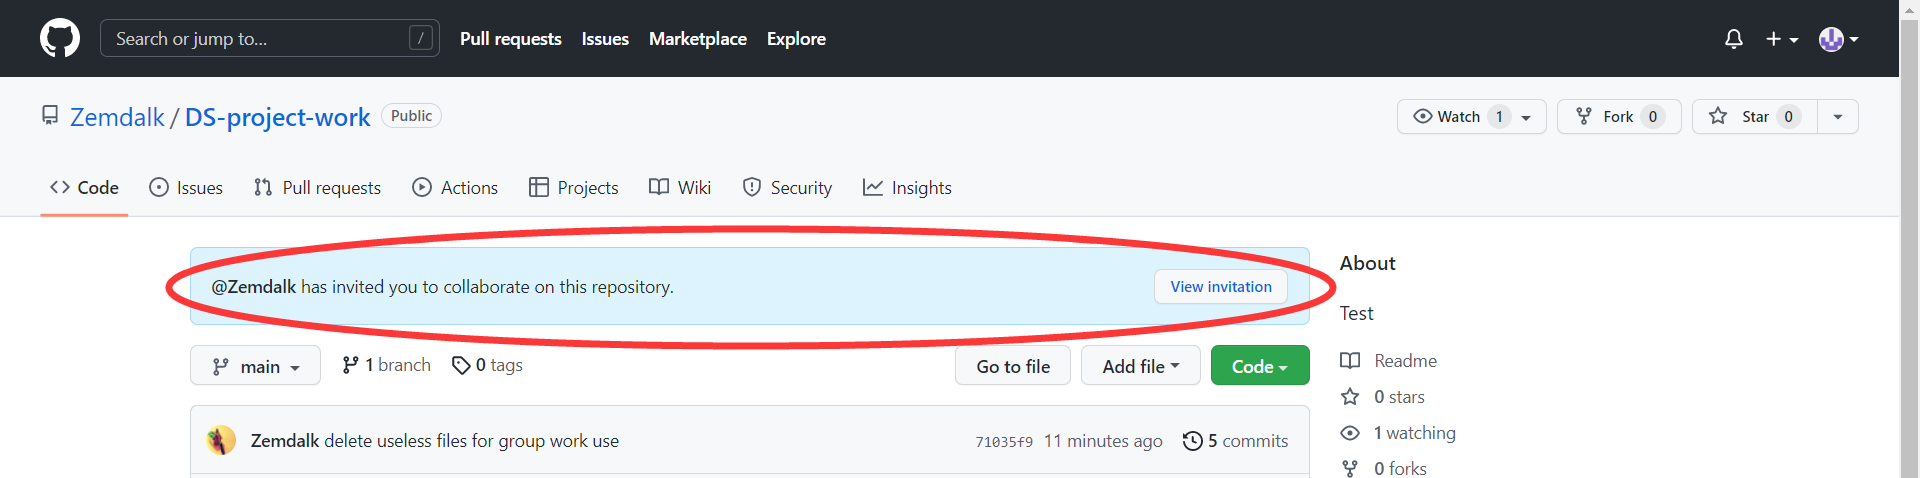 Search or jump to... / Pull requests Issues Marketplace Explore
Zemdalk / DS-project-work Public Watch 1 Fork 0 Star 0
Code Issues Pull requests Actions Projects Wiki Security Insights
@Zemdalk has invited you to collaborate on this repository. View invitation
About
Test
main 1 branch 0 tags Go to file Add file Code
Readme
0 stars
Zemdalk delete useless files for group work use 71035f9 11 minutes ago 5 commits
1 watching
0 forks